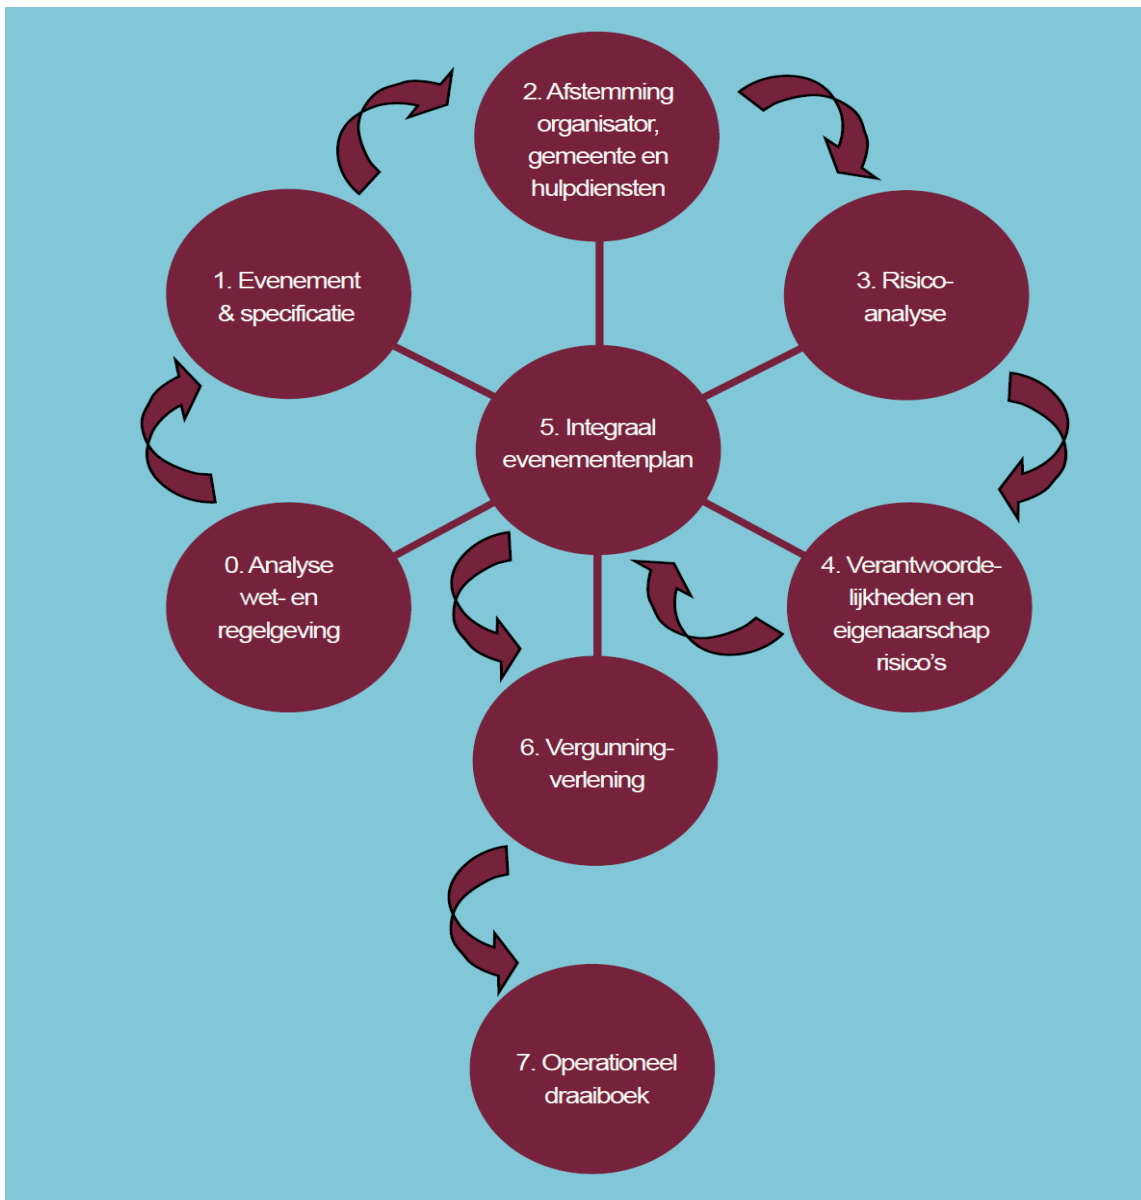 0. Analyse
wet- en
regelgeving
1. Evenement
& specificatie
2. Afstemming
organisator,
gemeente en
hulpdiensten
3. Risico-
analyse
4. Verantwoorde-
lijkheden en
eigenaarschap
risico’s
5. Integraal
evenementenplan
6. Vergunning-
verlening
7. Operationeel
draaiboek